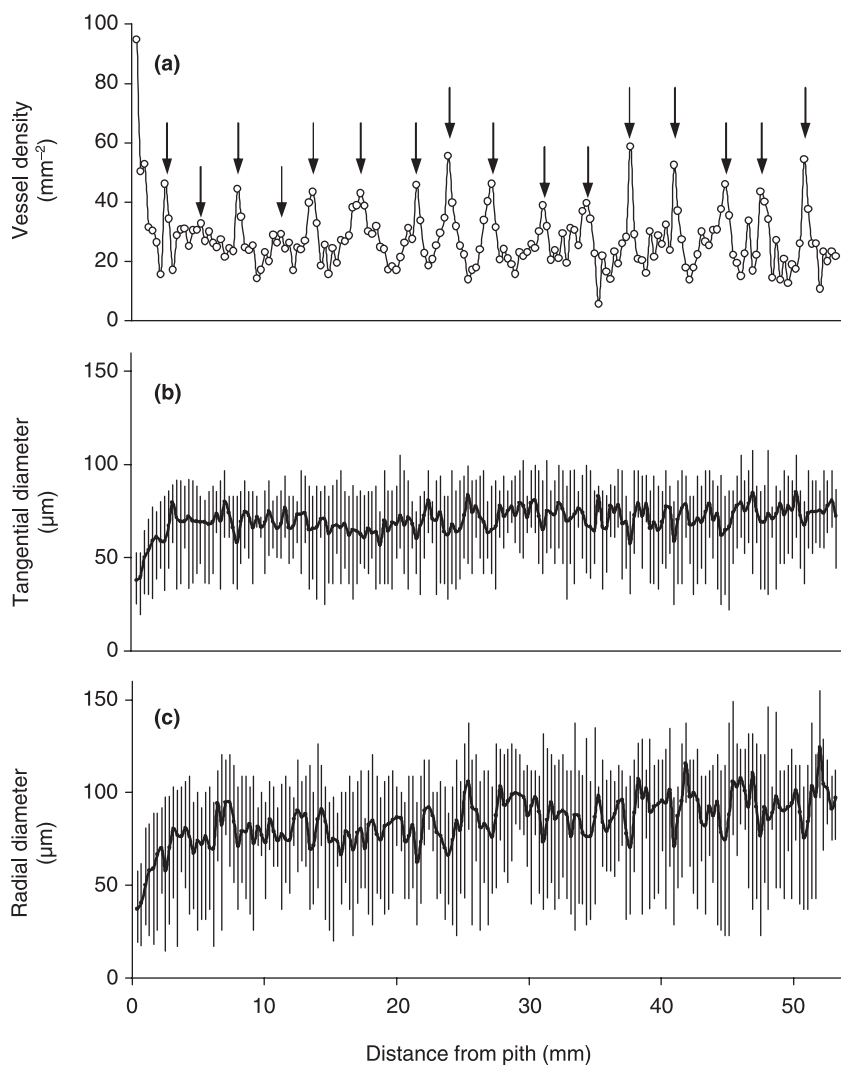 100
(a)
80
60
40
20
0
Vessel density
(mm⁻²)
150
(b)
100
50
0
Tangential diameter
(µm)
150
(c)
100
50
0
Radial diameter
(µm)
0 10 20 30 40 50
Distance from pith (mm)